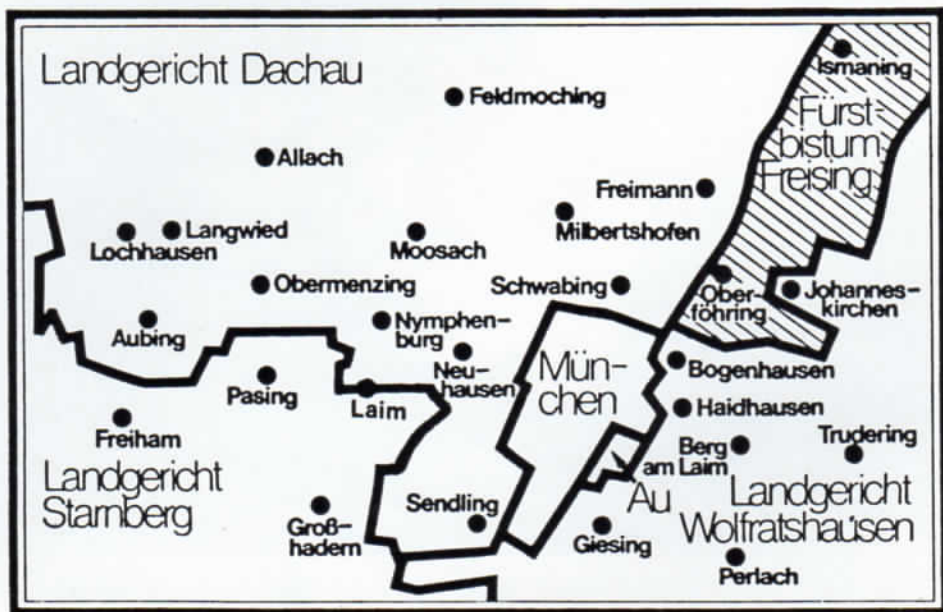 Landgericht Dachau
Ismaning
Feldmoching
Fürst-
bistum
Freising
Allach
Freimann
Milbertshofen
Langwied
Lochhausen
Moosach
Obermenzing
Schwabing
Ober-
föhring
Johannes-
kirchen
Aubing
Nymphen-
burg
Neu-
hausen
Mün-
chen
Bogenhausen
Pasing
Laim
Haidhausen
Freiham
Berg
am Laim
Trudering
Landgericht
Starnberg
Au
Landgericht
Wolfratshausen
Sendling
Groß-
hadern
Giesing
Perlach